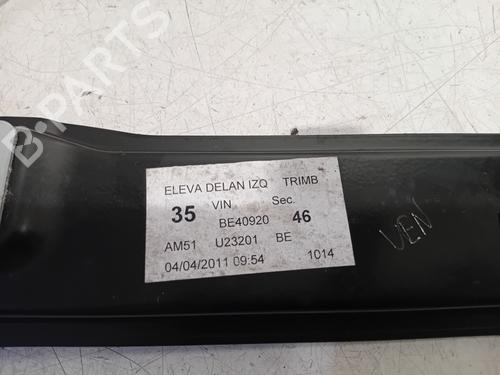 B-PARTS
ELEVA DELAN IZQ TRIMB
35 VIN Sec. 46
BE40920
AM51 U23201 BE
04/04/2011 09:54 1014
VEN